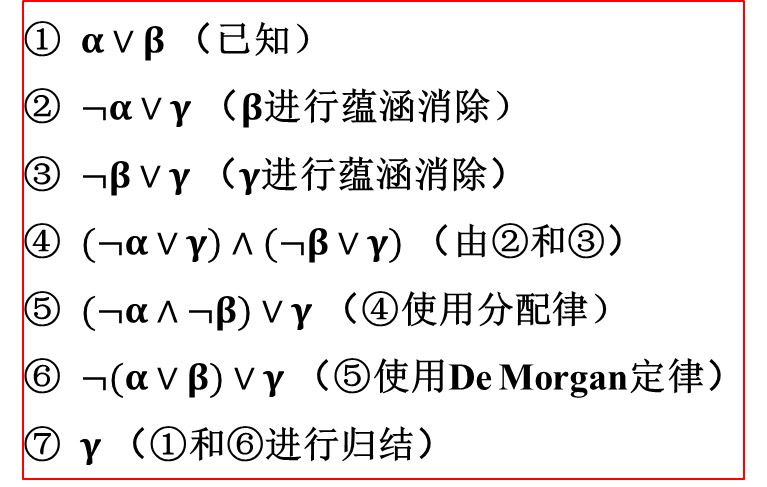 ① α ∨ β （已知）
② ¬α ∨ γ （β进行蕴涵消除）
③ ¬β ∨ γ （γ进行蕴涵消除）
④ (¬α ∨ γ) ∧ (¬β ∨ γ) （由②和③）
⑤ (¬α ∧ ¬β) ∨ γ （④使用分配律）
⑥ ¬(α ∨ β) ∨ γ （⑤使用De Morgan定律）
⑦ γ （①和⑥进行归结）